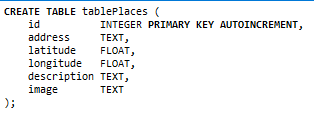 CREATE TABLE tablePlaces (
    id          INTEGER PRIMARY KEY AUTOINCREMENT,
    address     TEXT,
    latitude    FLOAT,
    longitude   FLOAT,
    description TEXT,
    image       TEXT
);